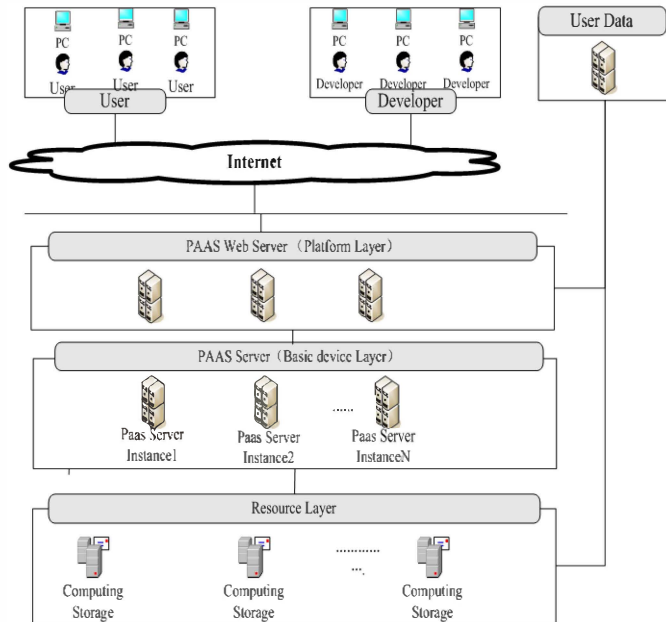 User Data
PC PC PC
User User User
User
PC PC PC
Developer Developer Developer
Developer
Internet
PAAS Web Server （Platform Layer）
PAAS Server（Basic device Layer）
......
Paas Server
Instance1
Paas Server
Instance2
Paas Server
InstanceN
Resource Layer
............
....
Computing
Storage
Computing
Storage
Computing
Storage